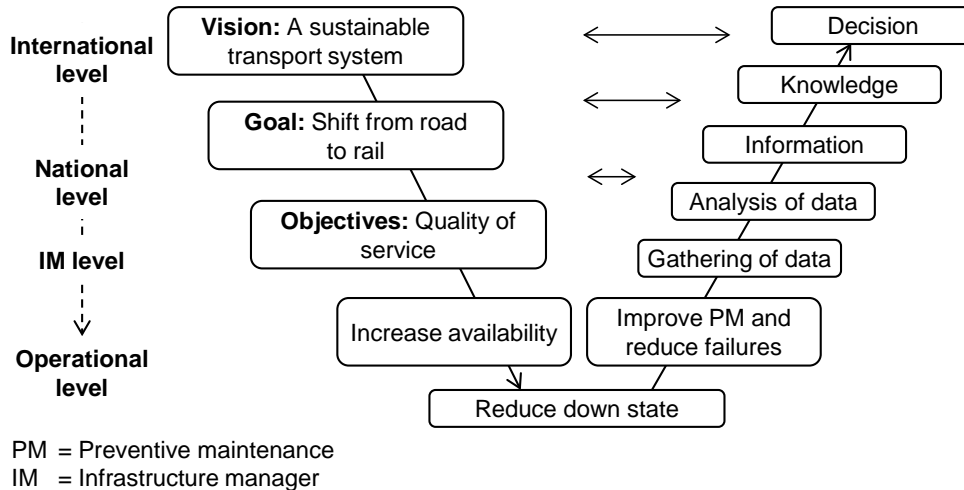 International
level
National
level
IM level
Operational
level
Vision: A sustainable
transport system
Goal: Shift from road
to rail
Objectives: Quality of
service
Increase availability
Reduce down state
Improve PM and
reduce failures
Gathering of data
Analysis of data
Information
Knowledge
Decision
PM = Preventive maintenance
IM = Infrastructure manager